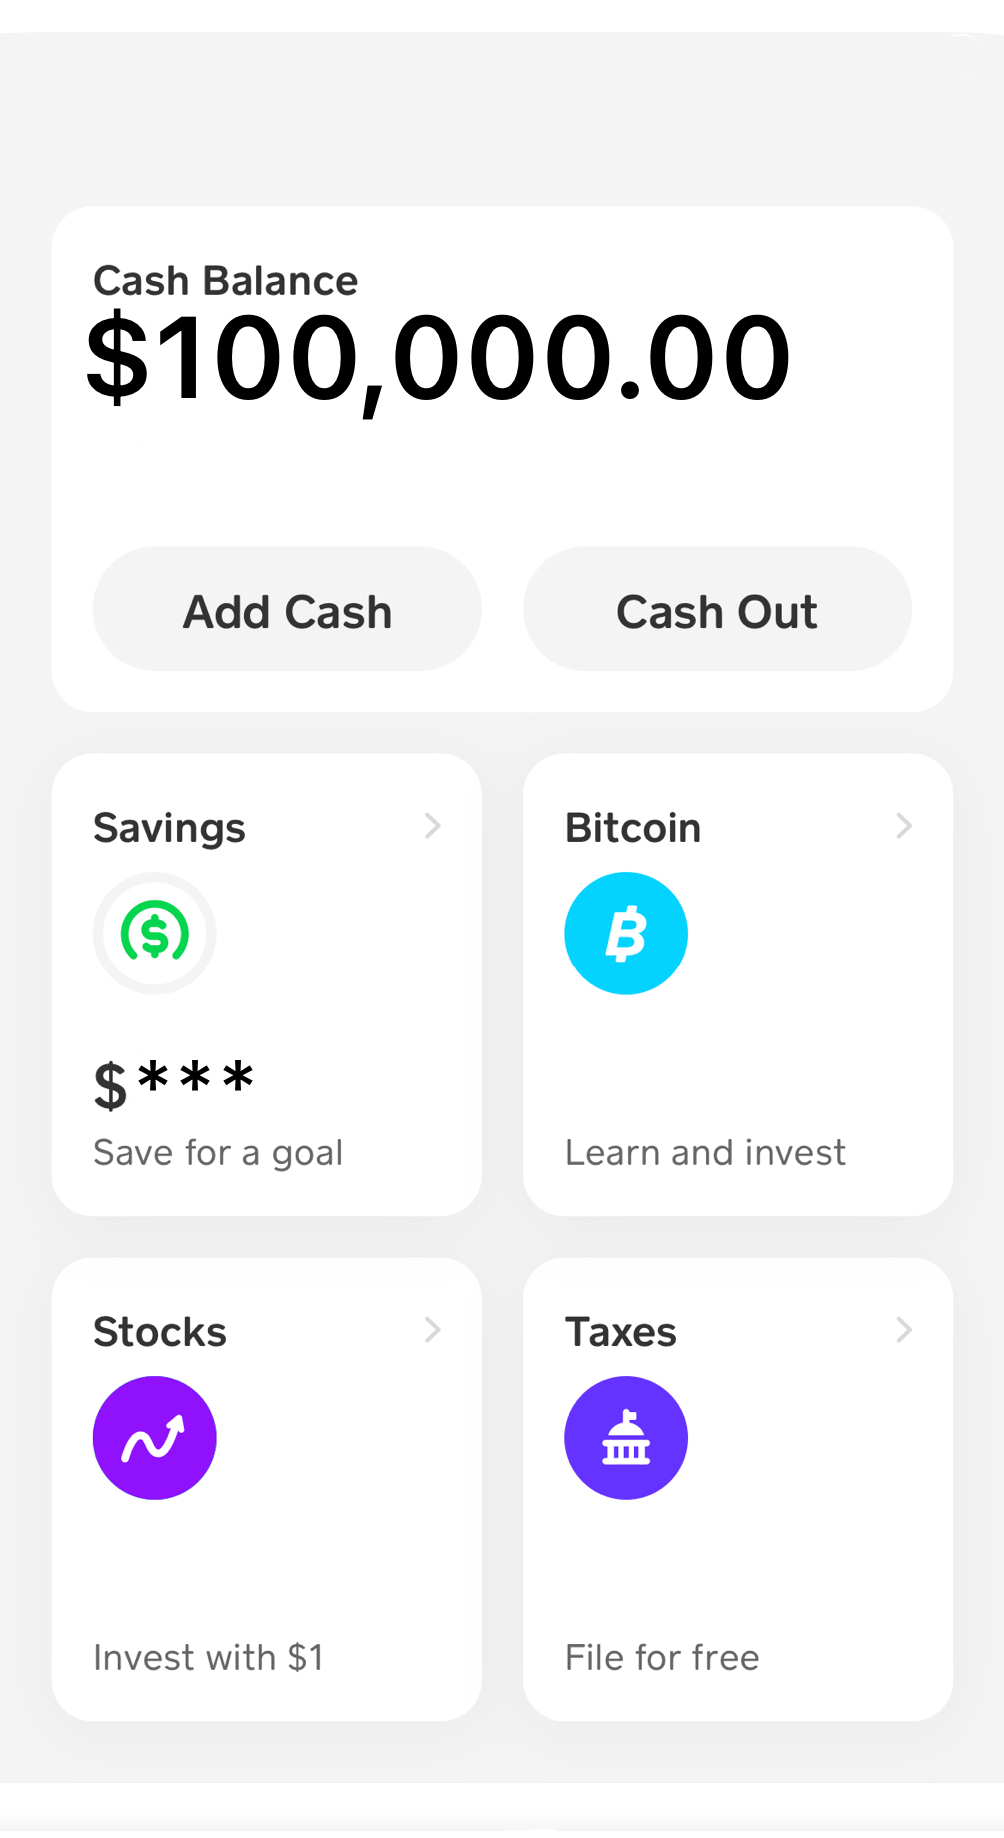 Cash Balance
$100,000.00
Add Cash Cash Out
Savings Bitcoin
$***
Save for a goal Learn and invest
Stocks Taxes
Invest with $1 File for free